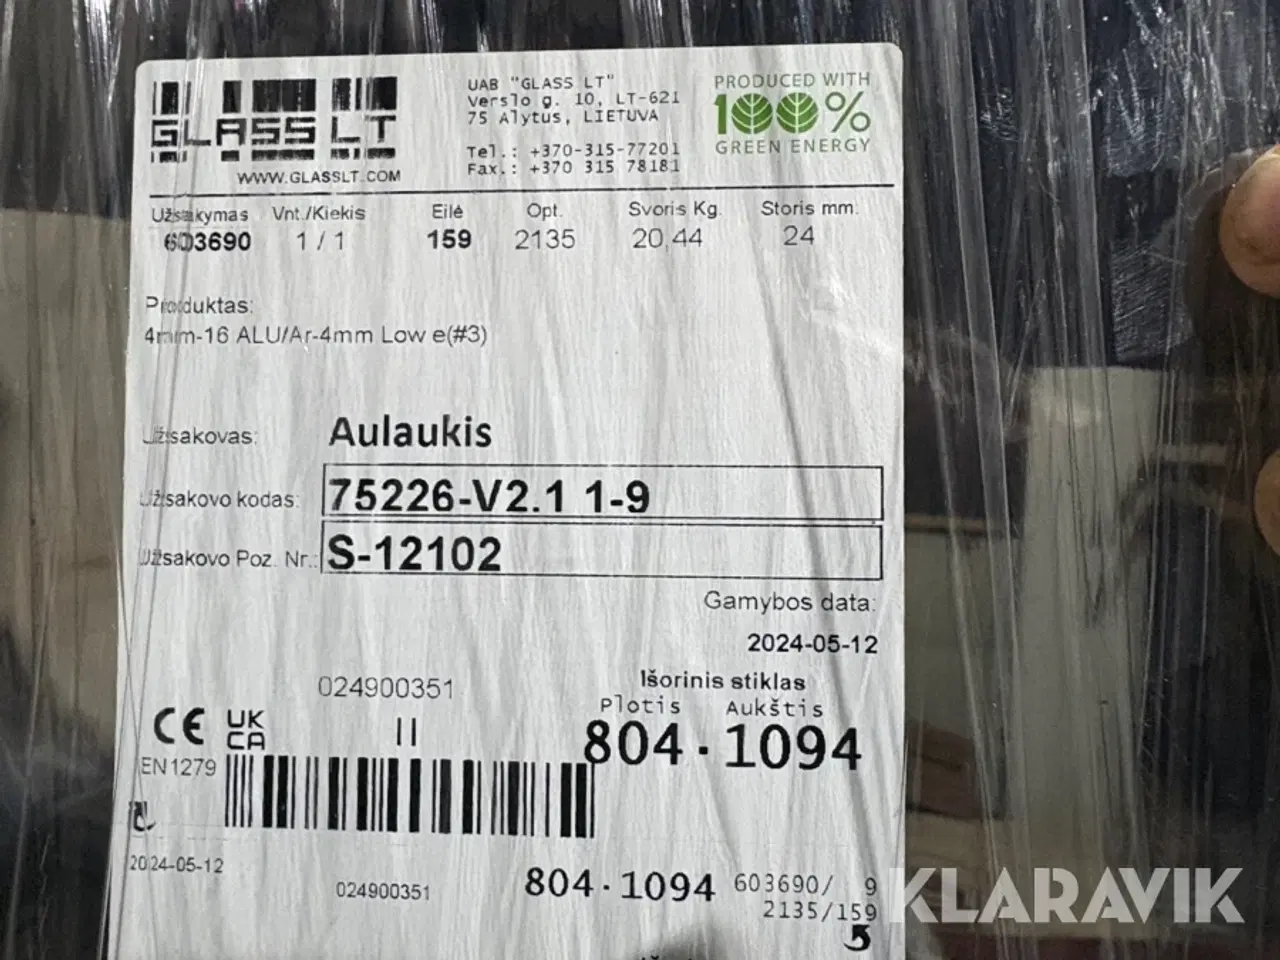 GLASS LT
WWW.GLASSLT.COM
UAB "GLASS LT"
Verslo g. 10, LT-621
75 Alytus, LIETUVA
Tel.: +370-315-77201
Fax.: +370 315 78181
PRODUCED WITH
100%
GREEN ENERGY
Užsakymas Vnt./Kiekis Eilė Opt. Svoris Kg. Storis mm.
603690 1 / 1 159 2135 20,44 24
Produktas:
4mm-16 ALU/Ar-4mm Low e(#3)
Užsakovas: Aulaukis
Užsakovo kodas: 75226-V2.1 1-9
Užsakovo Poz. Nr.: S-12102
Gamybos data:
2024-05-12
Išorinis stiklas
Plotis Aukštis
804 · 1094
024900351
CE UK
CA
EN1279
2024-05-12
024900351
804 · 1094
603690/ 9
2135/159
5
KLARAVIK